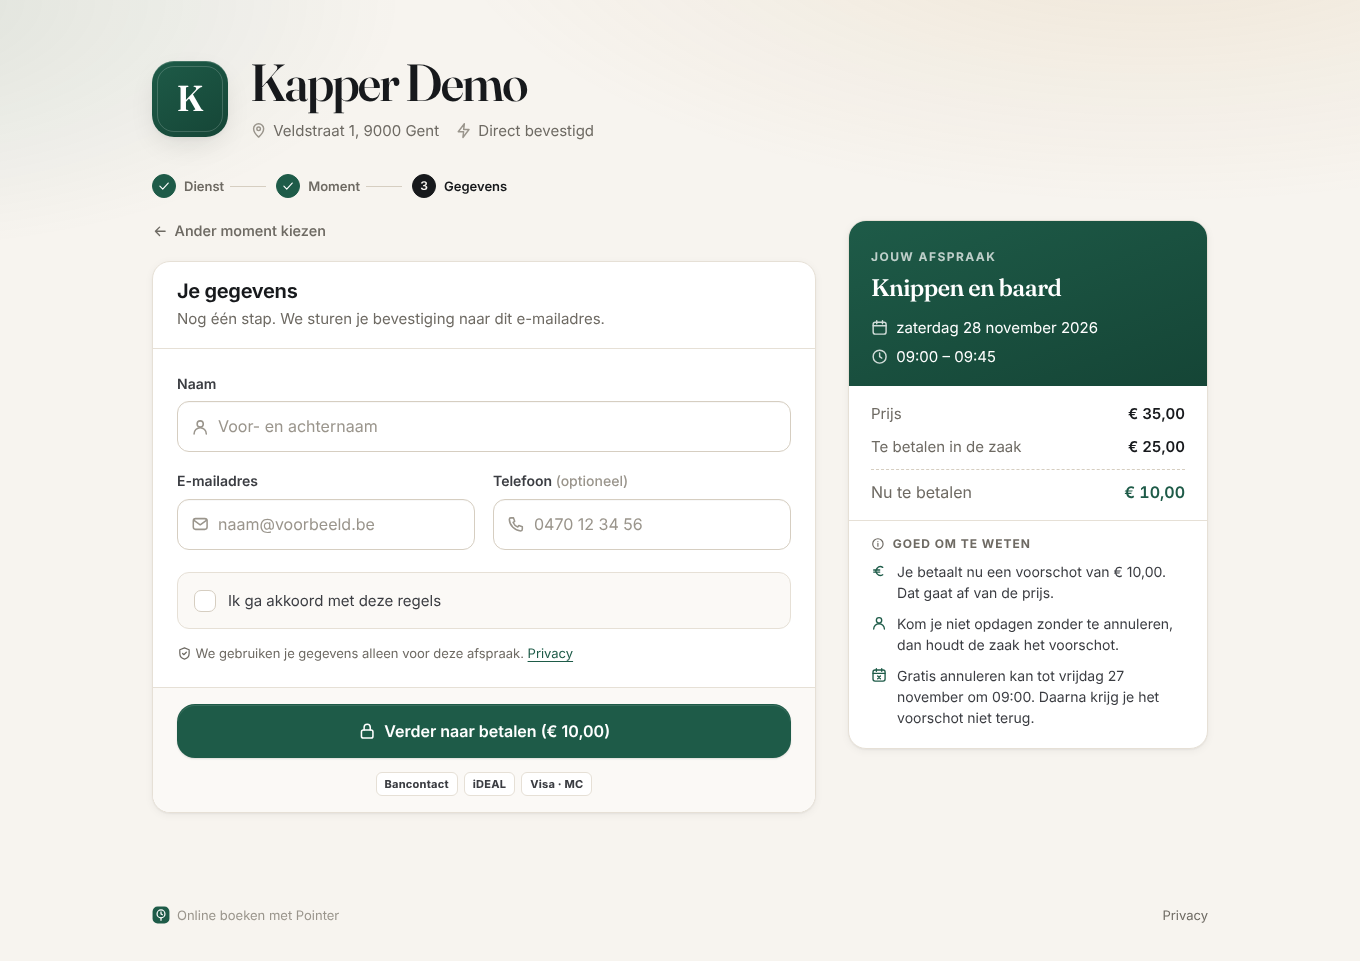 K
Kapper Demo
Veldstraat 1, 9000 Gent
Direct bevestigd
Dienst
Moment
3 Gegevens
Ander moment kiezen
Je gegevens
Nog één stap. We sturen je bevestiging naar dit e-mailadres.
Naam
Voor- en achternaam
E-mailadres
naam@voorbeeld.be
Telefoon (optioneel)
0470 12 34 56
Ik ga akkoord met deze regels
We gebruiken je gegevens alleen voor deze afspraak. Privacy
Verder naar betalen (€ 10,00)
Bancontact
iDEAL
Visa · MC
JOUW AFSPRAAK
Knippen en baard
zaterdag 28 november 2026
09:00 – 09:45
Prijs € 35,00
Te betalen in de zaak € 25,00
Nu te betalen € 10,00
GOED OM TE WETEN
Je betaalt nu een voorschot van € 10,00.
Dat gaat af van de prijs.
Kom je niet opdagen zonder te annuleren,
dan houdt de zaak het voorschot.
Gratis annuleren kan tot vrijdag 27
november om 09:00. Daarna krijg je het
voorschot niet terug.
Online boeken met Pointer
Privacy